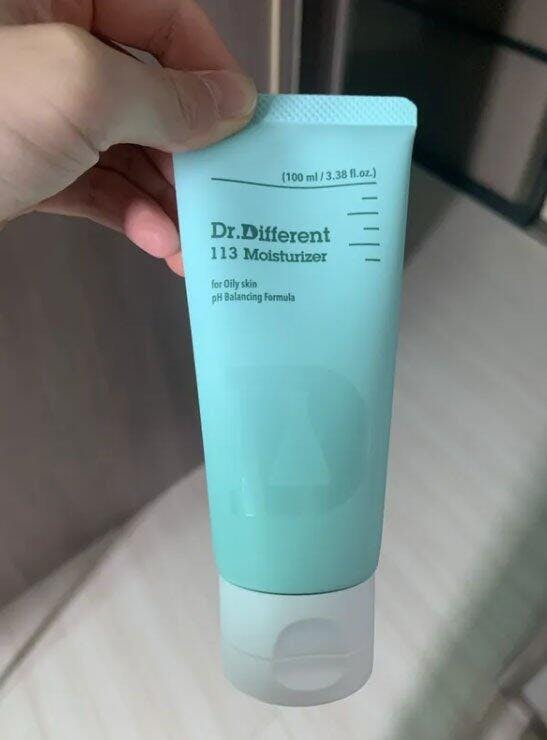 (100 ml / 3.38 fl.oz.)
Dr.Different
113 Moisturizer
for Oily skin
pH Balancing Formula